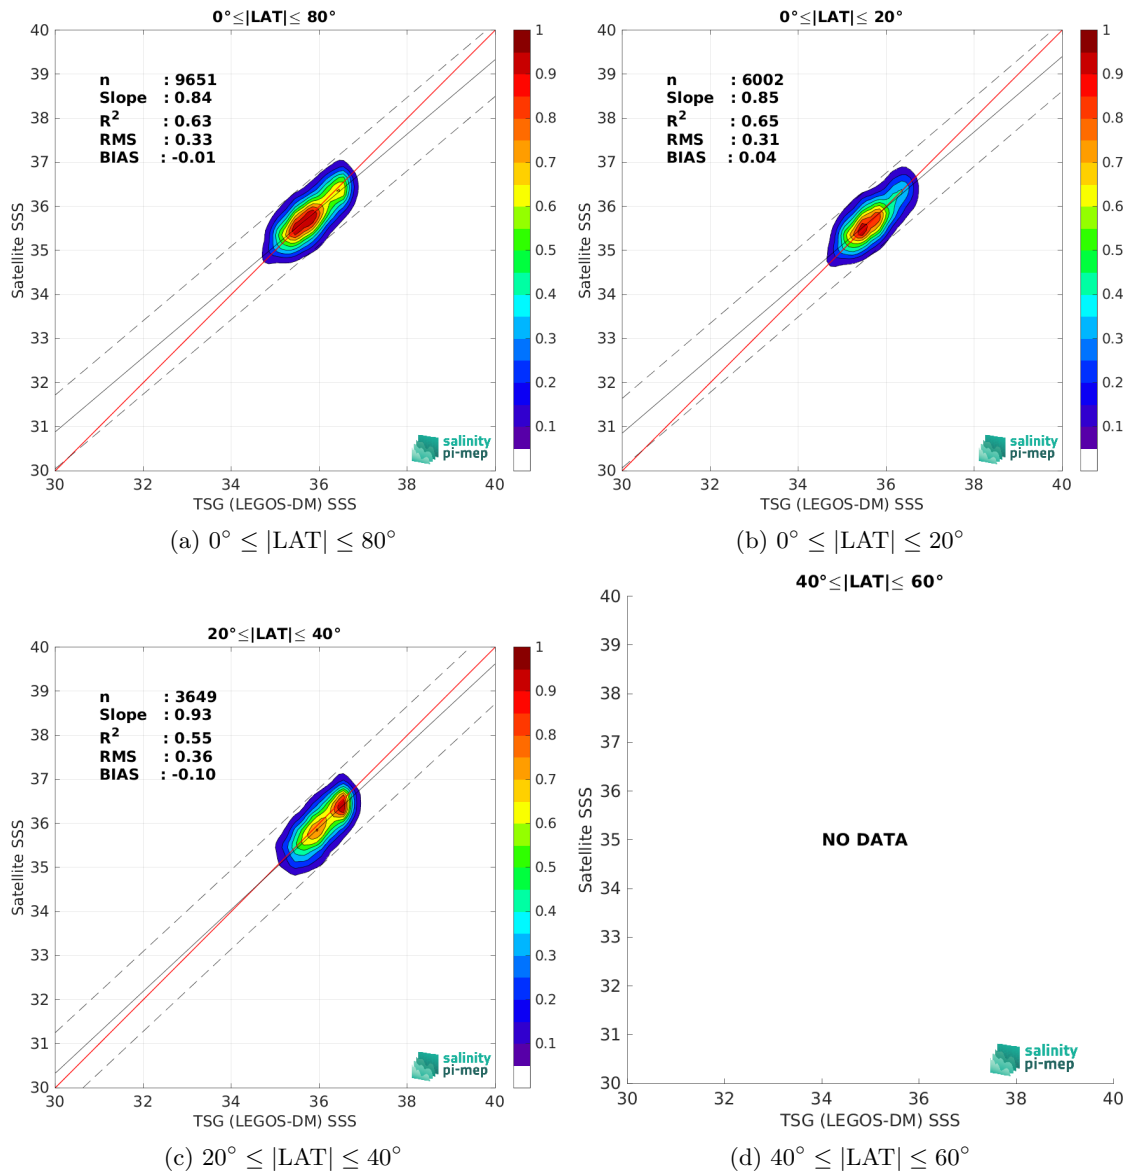 0°≤|LAT|≤ 80°
40
39
38
37
36
35
34
33
32
31
30
n : 9651
Slope : 0.84
R² : 0.63
RMS : 0.33
BIAS : -0.01
Satellite SSS
salinity
pi-mep
30 32 34 36 38 40
TSG (LEGOS-DM) SSS
1
0.9
0.8
0.7
0.6
0.5
0.4
0.3
0.2
0.1
(a) 0° ≤ |LAT| ≤ 80°
0°≤|LAT|≤ 20°
40
39
38
37
36
35
34
33
32
31
30
n : 6002
Slope : 0.85
R² : 0.65
RMS : 0.31
BIAS : 0.04
Satellite SSS
salinity
pi-mep
30 32 34 36 38 40
TSG (LEGOS-DM) SSS
1
0.9
0.8
0.7
0.6
0.5
0.4
0.3
0.2
0.1
(b) 0° ≤ |LAT| ≤ 20°
20°≤|LAT|≤ 40°
40
39
38
37
36
35
34
33
32
31
30
n : 3649
Slope : 0.93
R² : 0.55
RMS : 0.36
BIAS : -0.10
Satellite SSS
salinity
pi-mep
30 32 34 36 38 40
TSG (LEGOS-DM) SSS
1
0.9
0.8
0.7
0.6
0.5
0.4
0.3
0.2
0.1
(c) 20° ≤ |LAT| ≤ 40°
40°≤|LAT|≤ 60°
40
39
38
37
36
35
34
33
32
31
30
NO DATA
Satellite SSS
salinity
pi-mep
30 32 34 36 38 40
TSG (LEGOS-DM) SSS
(d) 40° ≤ |LAT| ≤ 60°